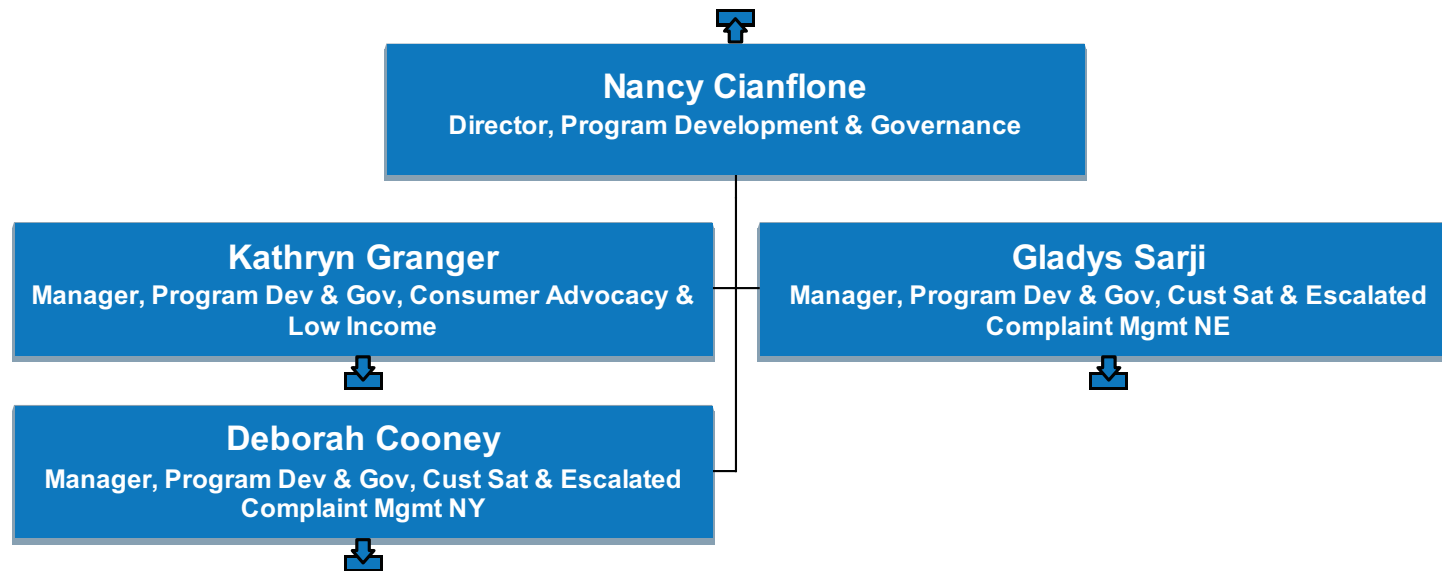 Nancy Cianflone
Director, Program Development & Governance
Kathryn Granger
Manager, Program Dev & Gov, Consumer Advocacy &
Low Income
Gladys Sarji
Manager, Program Dev & Gov, Cust Sat & Escalated
Complaint Mgmt NE
Deborah Cooney
Manager, Program Dev & Gov, Cust Sat & Escalated
Complaint Mgmt NY